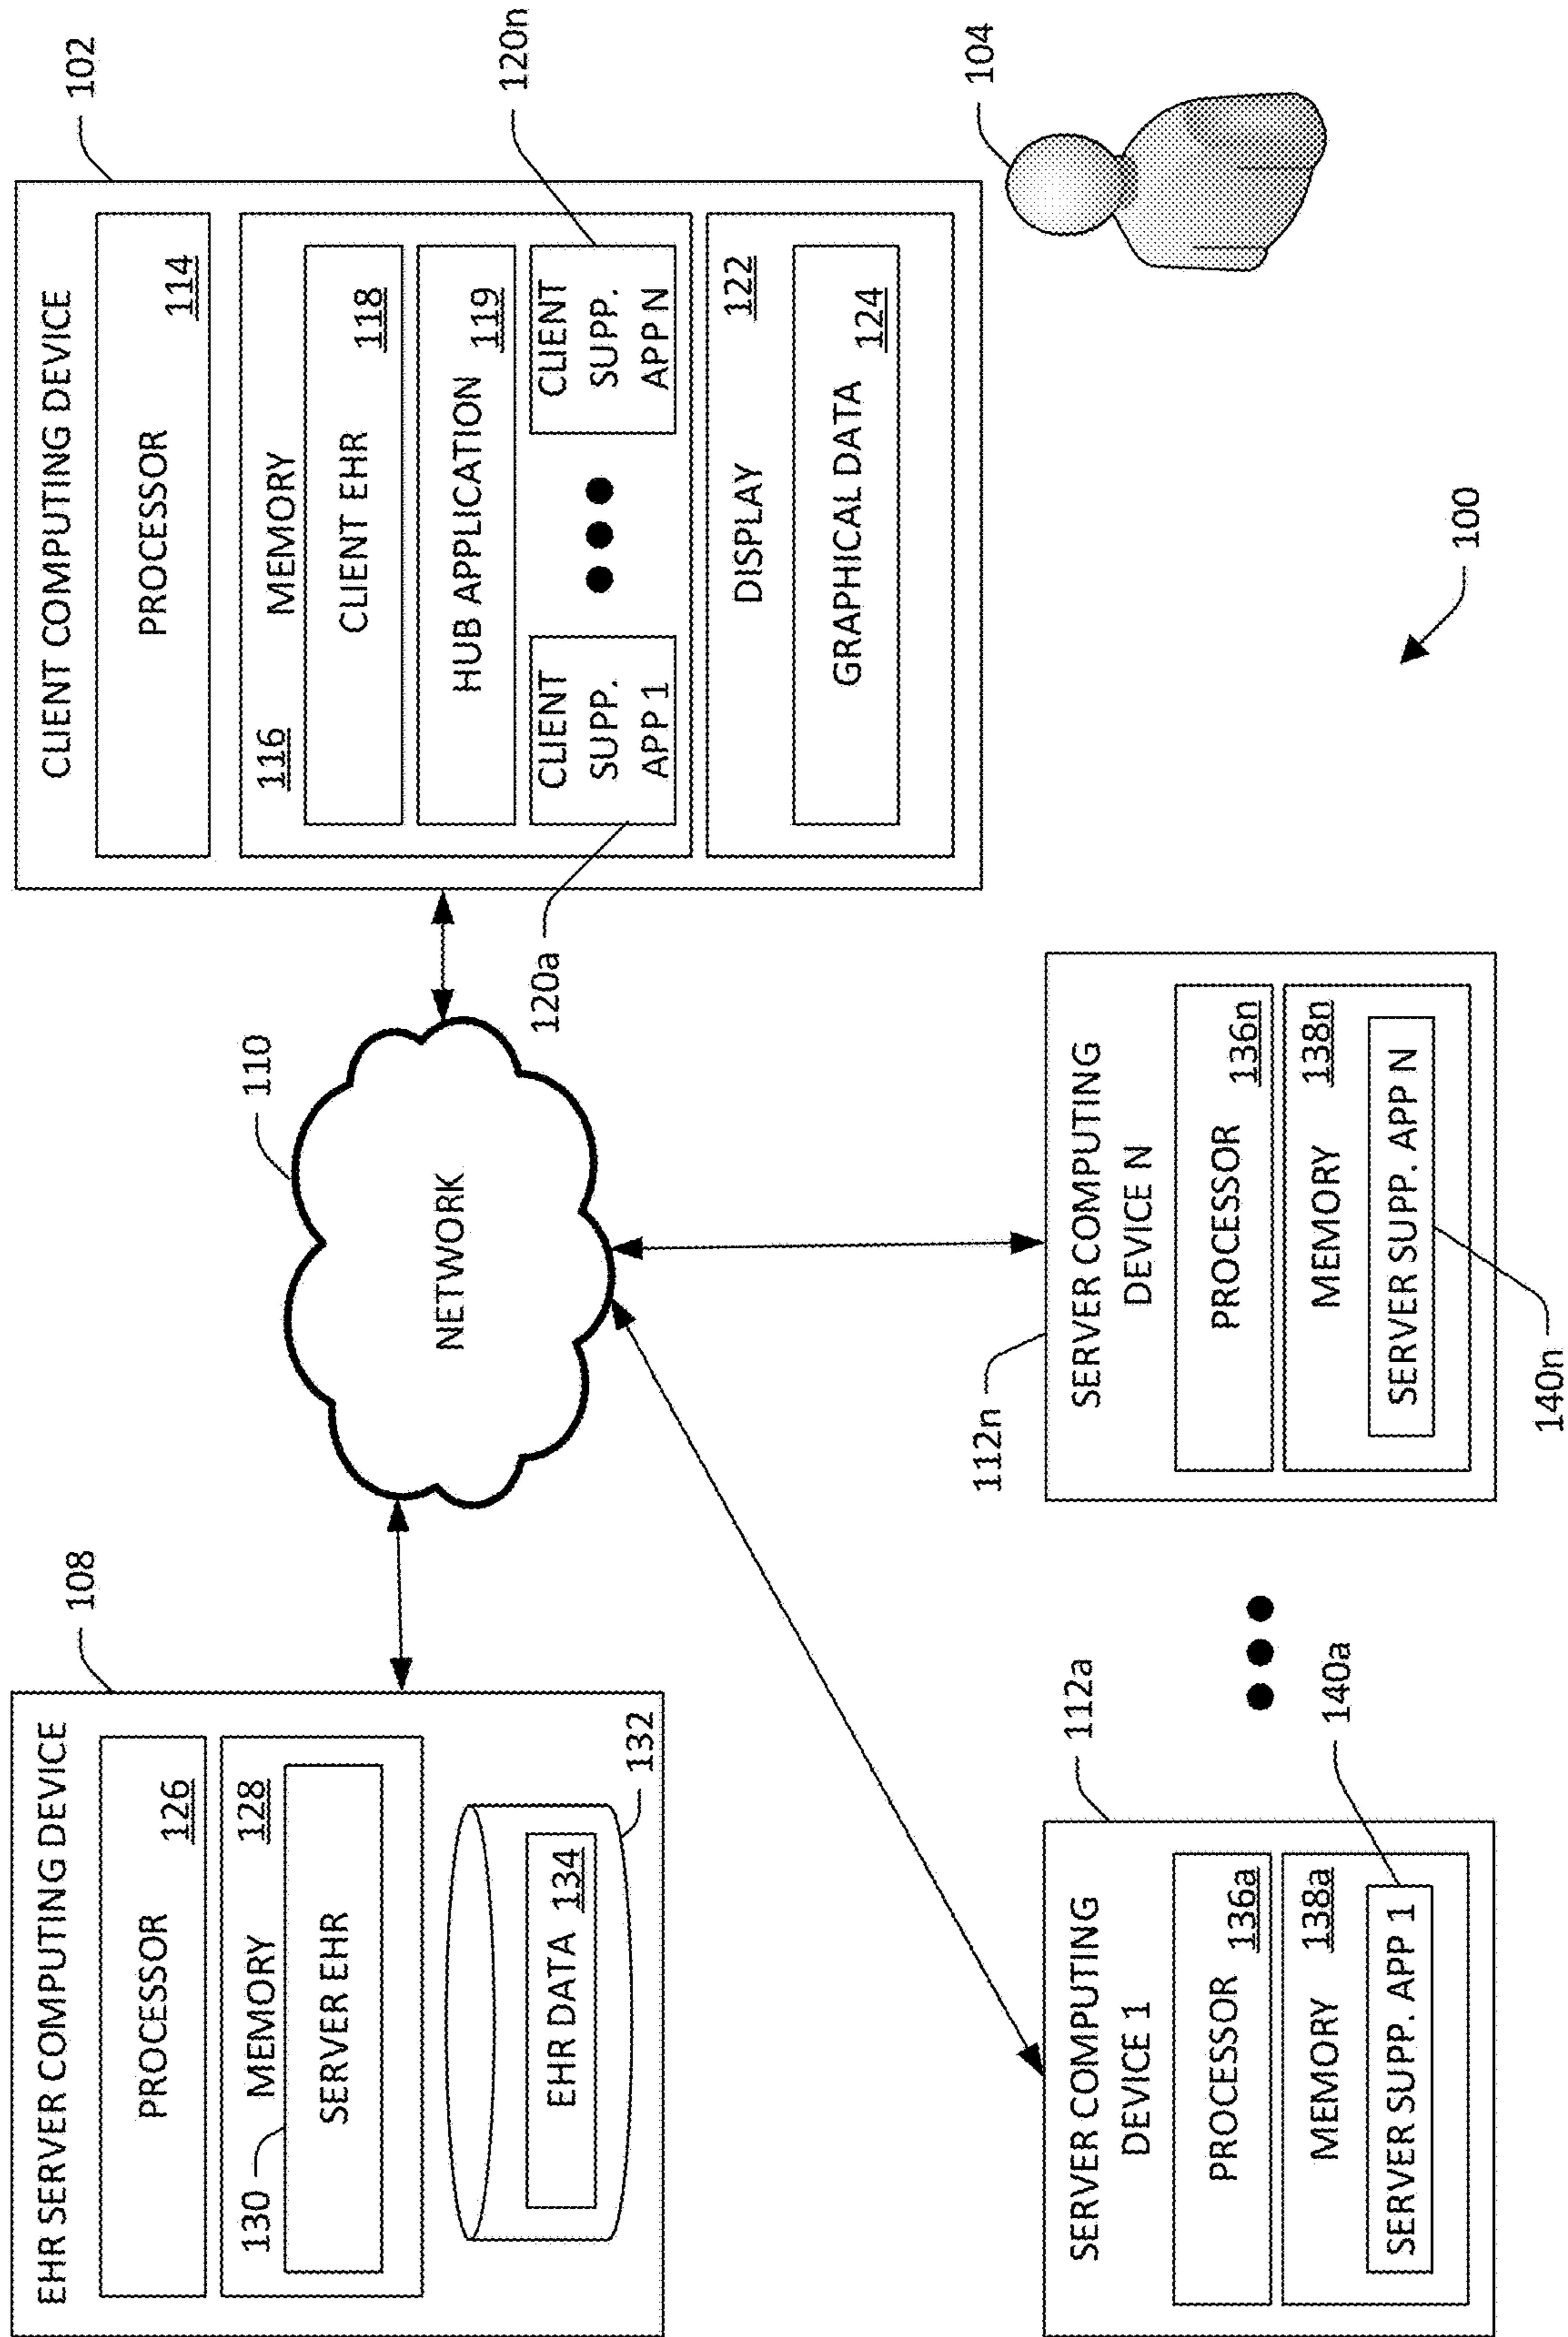 EHR SERVER COMPUTING DEVICE
108
PROCESSOR
126
MEMORY
128
130
SERVER EHR
EHR DATA 134
132
110
NETWORK
CLIENT COMPUTING DEVICE
102
PROCESSOR
114
116
MEMORY
CLIENT EHR
118
HUB APPLICATION
119
CLIENT
SUPP.
APP 1
120a
CLIENT
SUPP.
APP N
120n
DISPLAY
122
GRAPHICAL DATA
124
104
SERVER COMPUTING
DEVICE 1
112a
PROCESSOR
136a
MEMORY
138a
SERVER SUPP. APP 1
140a
112n
SERVER COMPUTING
DEVICE N
PROCESSOR
136n
MEMORY
138n
SERVER SUPP. APP N
140n
100